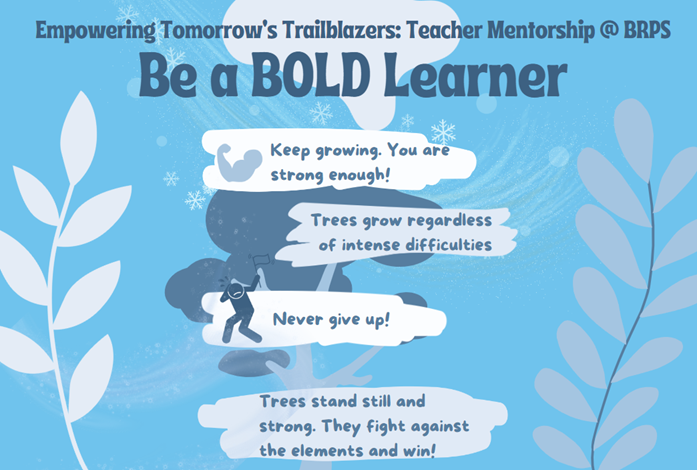 Empowering Tomorrow's Trailblazers: Teacher Mentorship @ BRPS
Be a BOLD Learner
Keep growing. You are
strong enough!
Trees grow regardless
of intense difficulties
Never give up!
Trees stand still and
strong. They fight against
the elements and win!